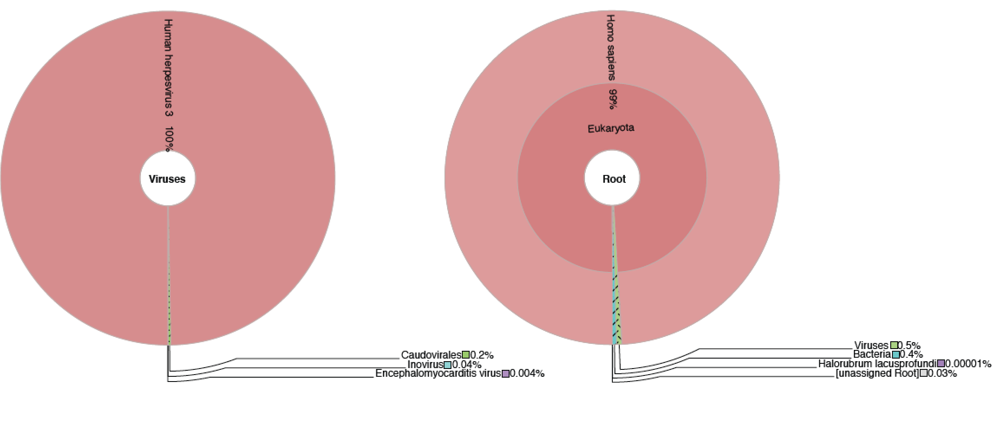 Human herpesvirus 3 100%
Viruses
Caudovirales 0.2%
Inovirus 0.04%
Encephalomyocarditis virus 0.004%
Homo sapiens 99%
Eukaryota
Root
Viruses 0.5%
Bacteria 0.4%
Halorubrum lacusprofundi 0.00001%
[unassigned Root] 0.03%